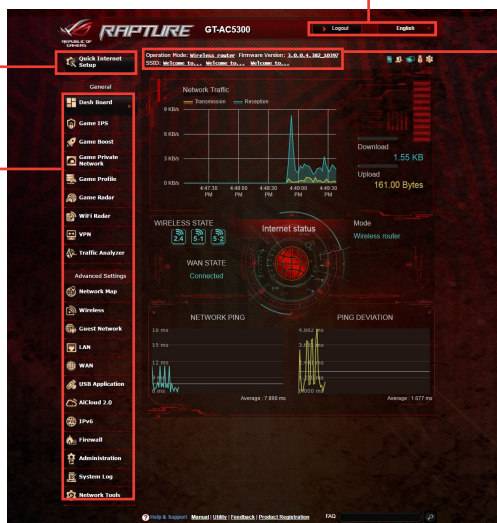 REPUBLIC OF
GAMERS
RAPTURE
GT-AC5300
Logout
English
Quick Internet
Setup
Operation Mode: Wireless router Firmware Version: 3.0.0.4.382_10397
SSID: Welcome to... Welcome to... Welcome to...
General
Dash Board
Game IPS
Game Boost
Game Private
Network
Game Profile
Game Radar
WiFi Radar
VPN
Traffic Analyzer
Advanced Settings
Network Map
Wireless
Guest Network
LAN
WAN
USB Application
AiCloud 2.0
IPv6
Firewall
Administration
System Log
Network Tools
Network Traffic
Transmission Reception
9 KB/s
6 KB/s
3 KB/s
0 KB/s
4:47:30 4:48:00 4:48:30 4:49:00 4:49:30
PM PM PM PM PM
Download
1.55 KB
Upload
161.00 Bytes
WIRELESS STATE
2.4 5-1 5-2
WAN STATE
Connected
Internet status
Mode
Wireless router
NETWORK PING
15 ms
12 ms
Average : 7.890 ms
PING DEVIATION
Average : 1.677 ms
Help & Support Manual | Utility | Feedback | Product Registration FAQ